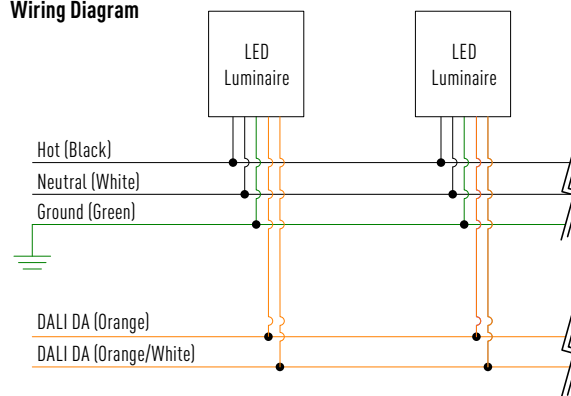 Wiring Diagram
LED
Luminaire
LED
Luminaire
Hot (Black)
Neutral (White)
Ground (Green)
DALI DA (Orange)
DALI DA (Orange/White)